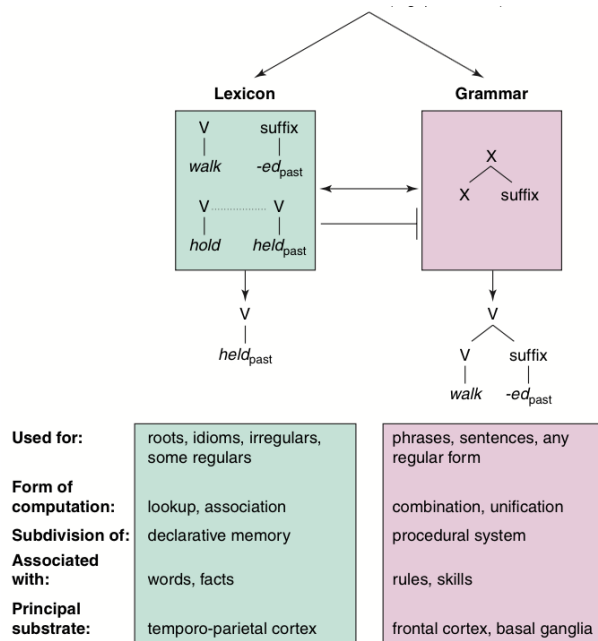 Lexicon Grammar
V suffix
walk -edpast
X
X suffix
V V
hold heldpast
V
heldpast
V
V suffix
walk -edpast
Used for: roots, idioms, irregulars, phrases, sentences, any
some regulars regular form
Form of
computation: lookup, association combination, unification
Subdivision of: declarative memory procedural system
Associated
with: words, facts rules, skills
Principal
substrate: temporo-parietal cortex frontal cortex, basal ganglia